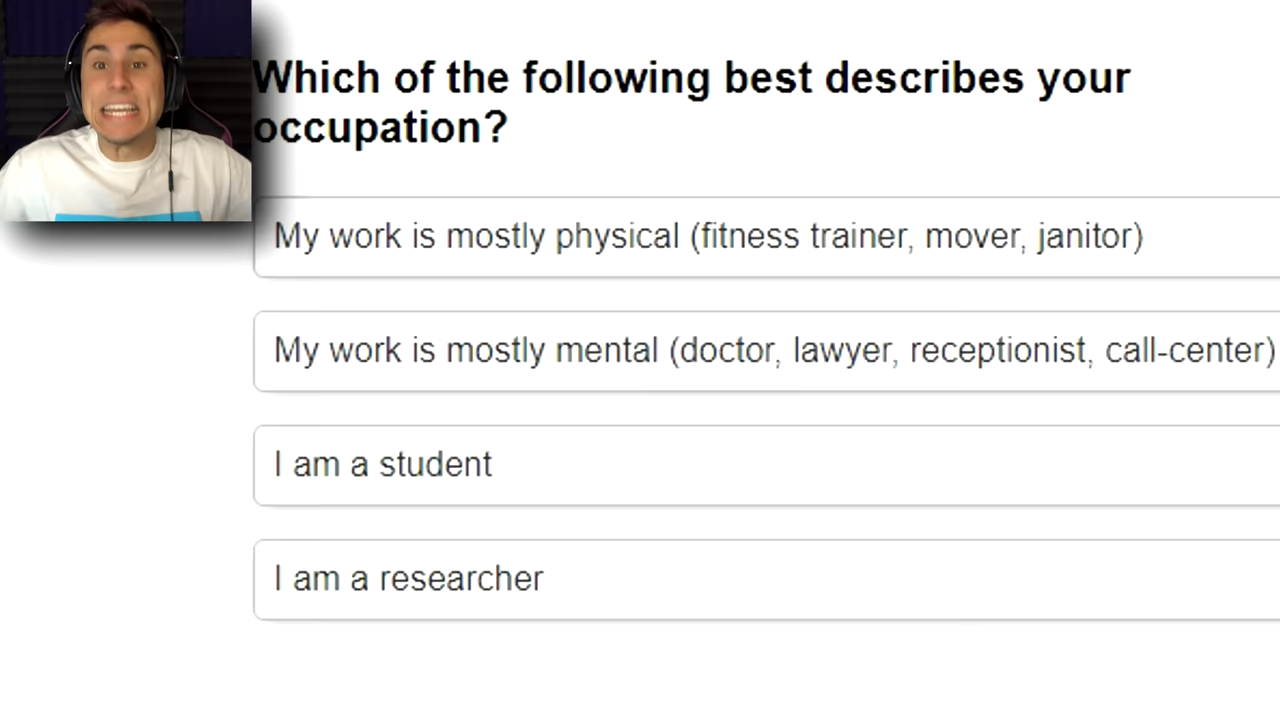 Which of the following best describes your
occupation?
My work is mostly physical (fitness trainer, mover, janitor)
My work is mostly mental (doctor, lawyer, receptionist, call-center)
I am a student
I am a researcher